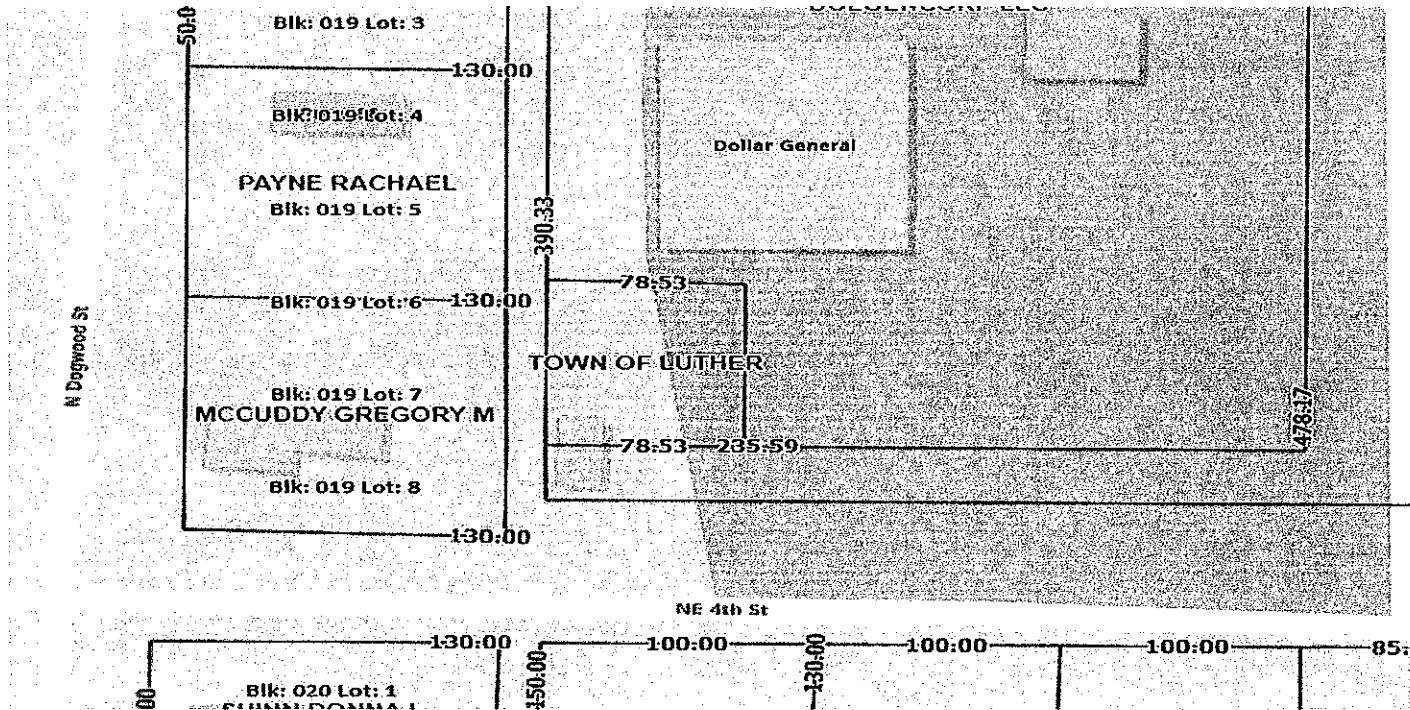 50.0
Blk: 019 Lot: 3
130.00
Blk: 019 Lot: 4
Dollar General
PAYNE RACHAEL
Blk: 019 Lot: 5
390.33
78.53
Blk: 019 Lot: 6
130.00
N Dogwood St
TOWN OF LUTHER
Blk: 019 Lot: 7
MCCUDDY GREGORY M
478.17
78.53
235.59
Blk: 019 Lot: 8
130.00
NE 4th St
130.00
100.00
100.00
100.00
85.
00
Blk: 020 Lot: 1
150.00
130.00